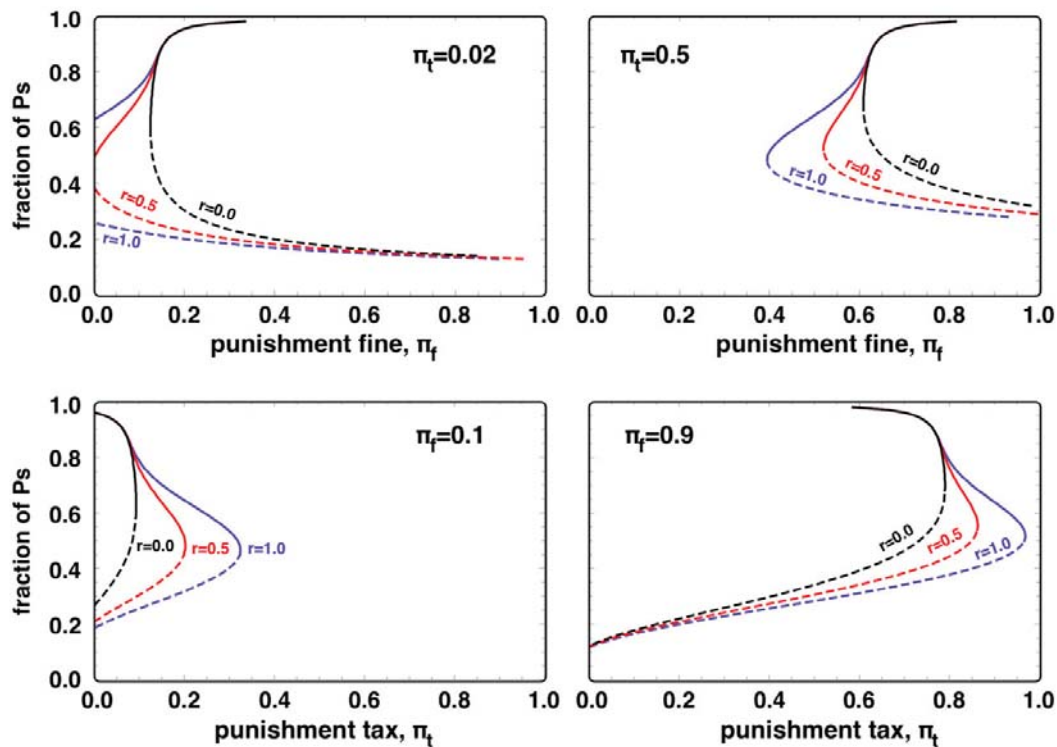 1.0
0.8
0.6
0.4
0.2
0.0
fraction of Ps
π_t=0.02
r=0.0
r=0.5
r=1.0
0.0 0.2 0.4 0.6 0.8 1.0
punishment fine, π_f
π_t=0.5
r=0.0
r=0.5
r=1.0
0.0 0.2 0.4 0.6 0.8 1.0
punishment fine, π_f
1.0
0.8
0.6
0.4
0.2
0.0
fraction of Ps
π_f=0.1
r=0.0 r=0.5 r=1.0
0.0 0.2 0.4 0.6 0.8 1.0
punishment tax, π_t
π_f=0.9
r=0.0
r=0.5
r=1.0
0.0 0.2 0.4 0.6 0.8 1.0
punishment tax, π_t